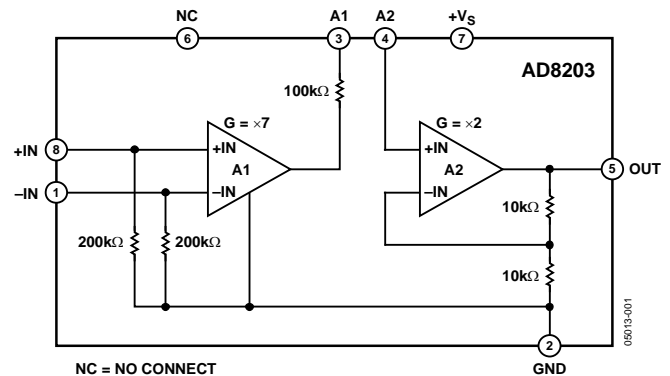 NC
A1
A2
+VS
6
3
4
7
AD8203
100kΩ
G = ×7
G = ×2
+IN
8
+IN
+IN
A1
A2
5
OUT
–IN
1
–IN
–IN
10kΩ
200kΩ
200kΩ
10kΩ
2
NC = NO CONNECT
GND
05013-001